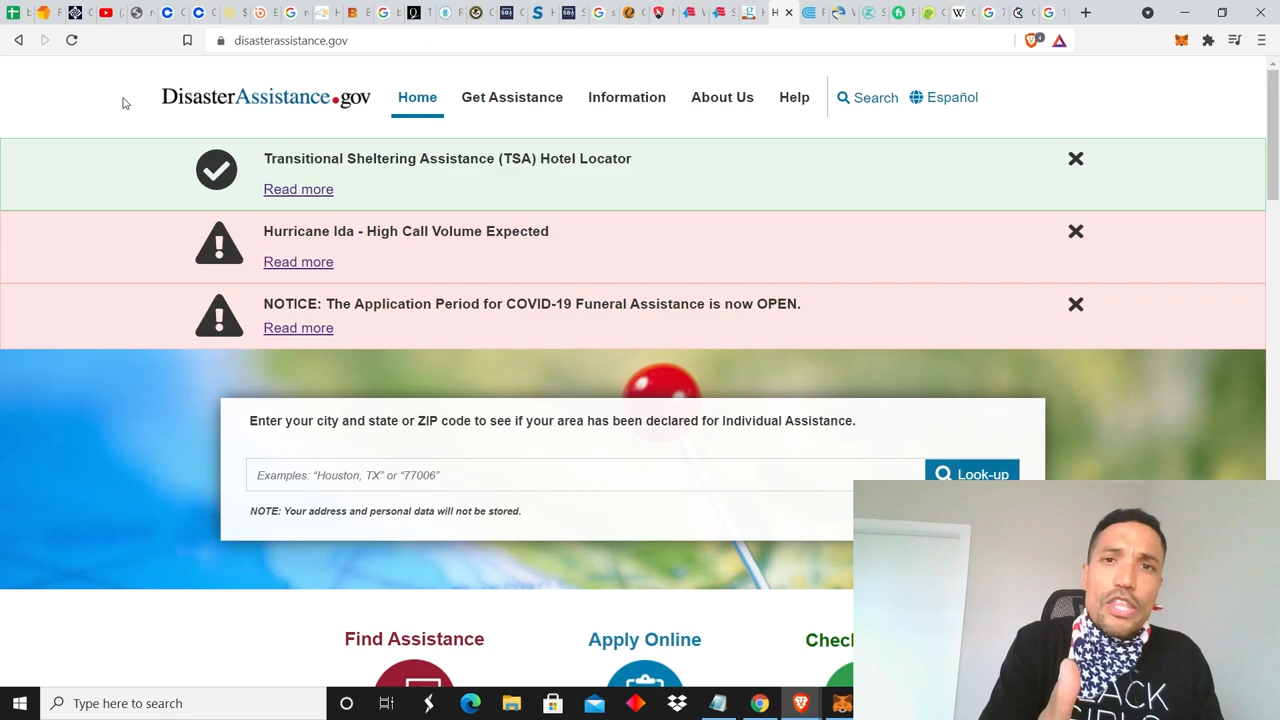 disasterassistance.gov
4
DisasterAssistance.gov
Home
Get Assistance
Information
About Us
Help
Search
Español
Transitional Sheltering Assistance (TSA) Hotel Locator
Read more
Hurricane Ida - High Call Volume Expected
Read more
NOTICE: The Application Period for COVID-19 Funeral Assistance is now OPEN.
Read more
Enter your city and state or ZIP code to see if your area has been declared for Individual Assistance.
Examples: “Houston, TX” or “77006”
Look-up
NOTE: Your address and personal data will not be stored.
Find Assistance
Apply Online
Chec
Type here to search